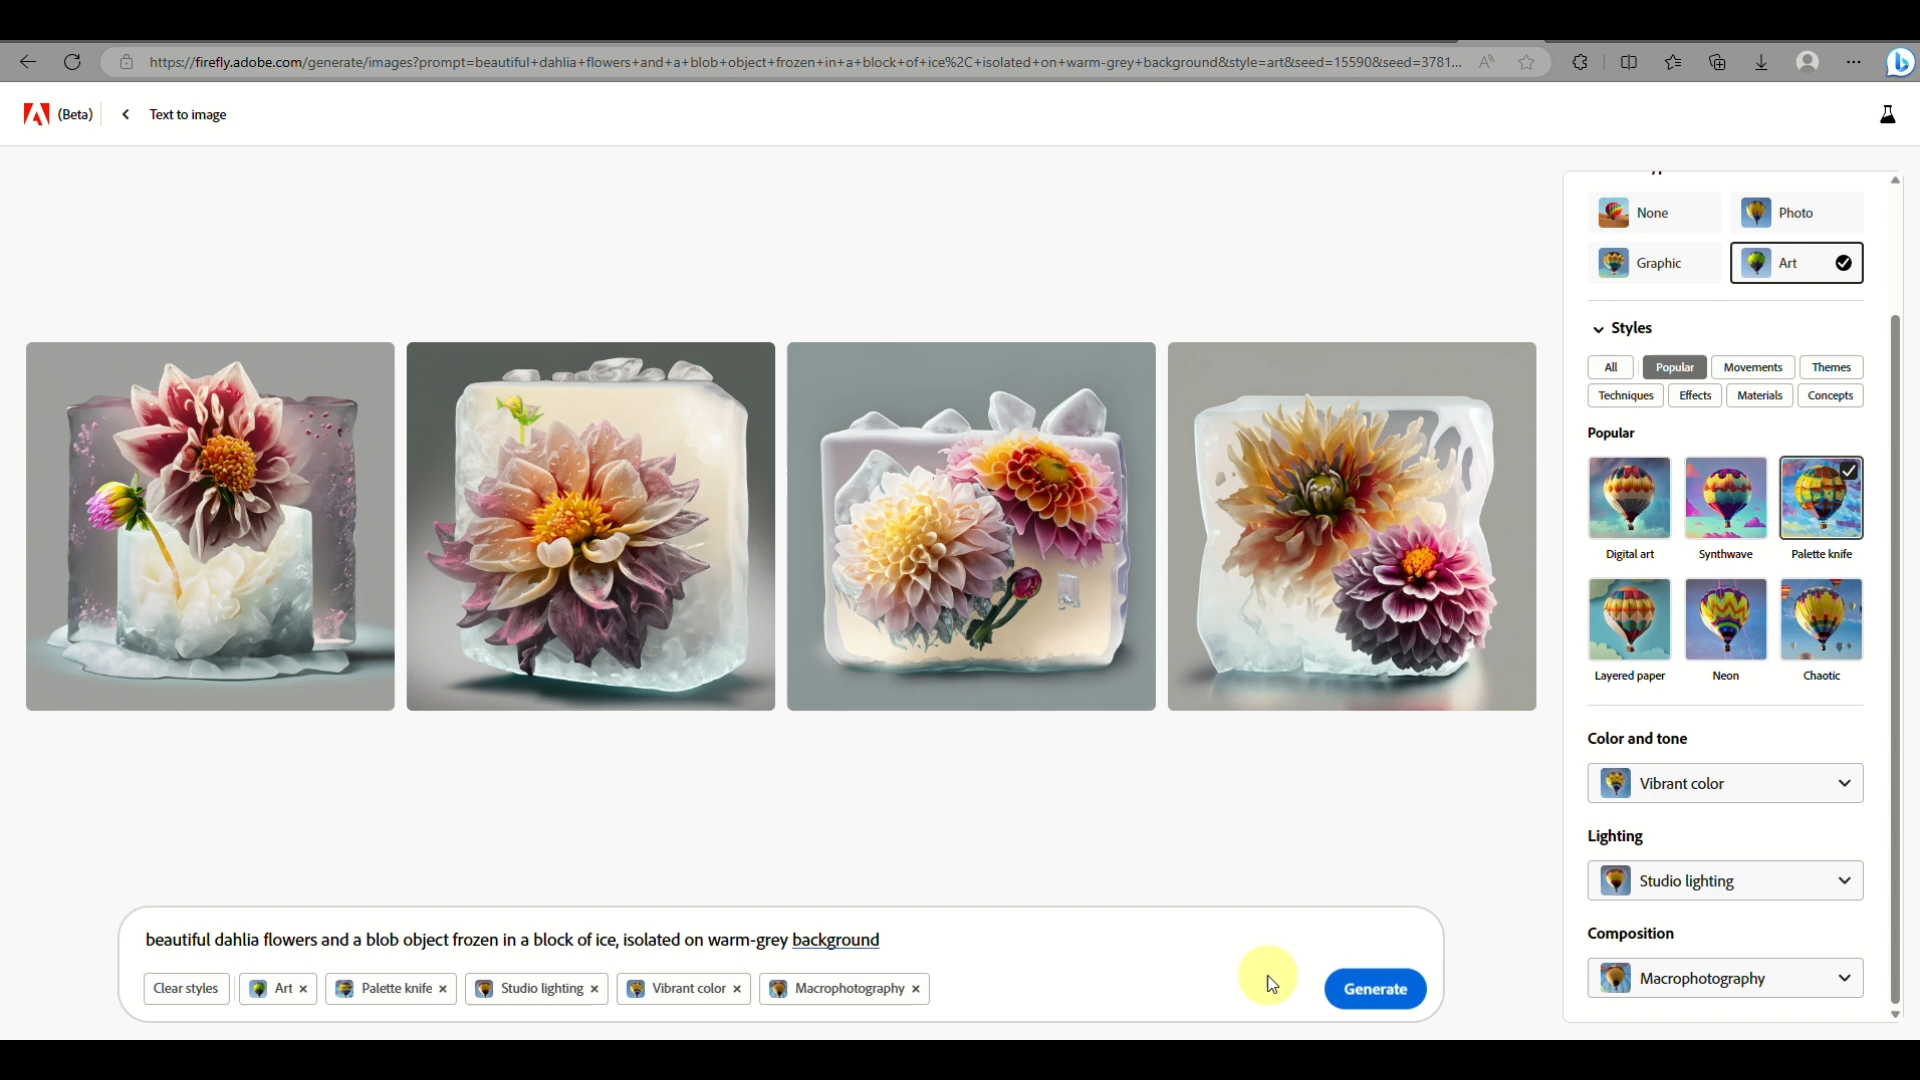 https://firefly.adobe.com/generate/images?prompt=beautiful+dahlia+flowers+and+a+blob+object+frozen+in+a+block+of+ice%2C+isolated+on+warm-grey+background&style=art&seed=15590&seed=3781...
(Beta)
Text to image
None
Photo
Graphic
Art
Styles
All
Popular
Movements
Themes
Techniques
Effects
Materials
Concepts
Popular
Digital art
Synthwave
Palette knife
Layered paper
Neon
Chaotic
Color and tone
Vibrant color
Lighting
Studio lighting
Composition
Macrophotography
beautiful dahlia flowers and a blob object frozen in a block of ice, isolated on warm-grey background
Clear styles
Art
Palette knife
Studio lighting
Vibrant color
Macrophotography
Generate